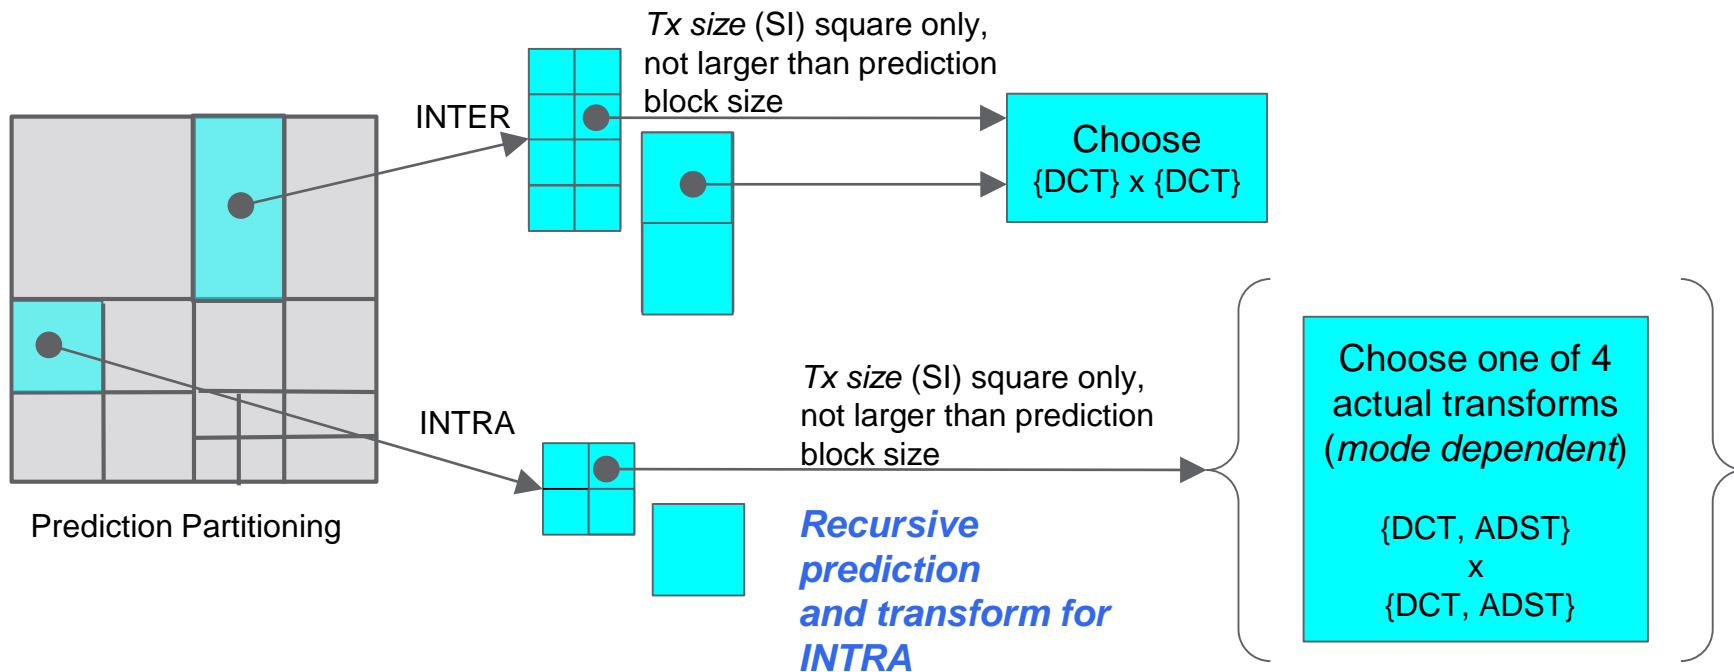 Tx size (SI) square only,
not larger than prediction
block size
INTER
Choose
{DCT} x {DCT}
Prediction Partitioning
INTRA
Tx size (SI) square only,
not larger than prediction
block size
Recursive
prediction
and transform for
INTRA
Choose one of 4
actual transforms
(mode dependent)
{DCT, ADST}
x
{DCT, ADST}